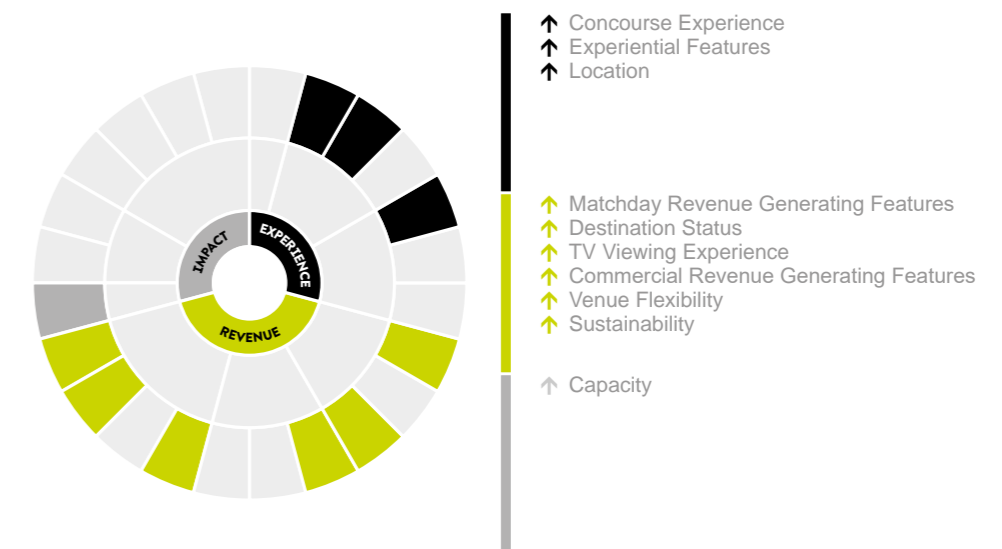 Concourse Experience
Experiential Features
Location
IMPACT
EXPERIENCE
REVENUE
Matchday Revenue Generating Features
Destination Status
TV Viewing Experience
Commercial Revenue Generating Features
Venue Flexibility
Sustainability
Capacity